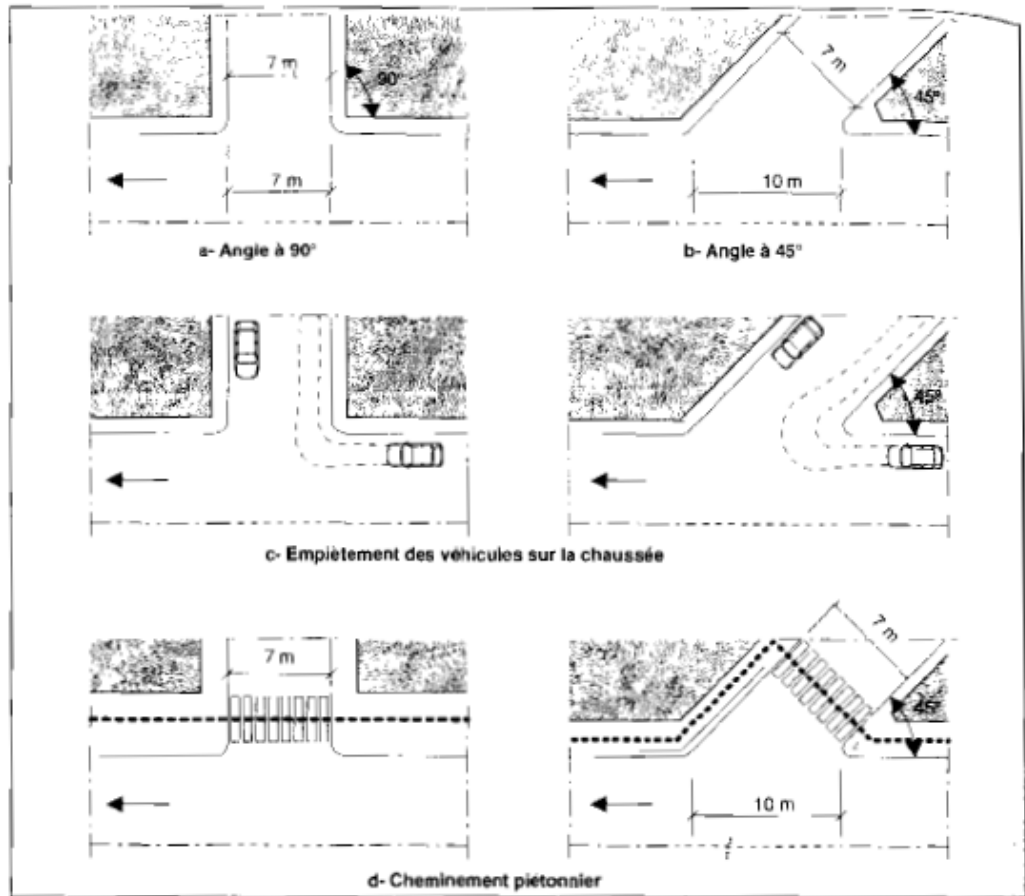 7 m
90°
7 m
a- Angle à 90°
7 m
45°
10 m
b- Angle à 45°
45°
c- Empiètement des véhicules sur la chaussée
7 m
7 m
45°
10 m
d- Cheminement piétonnier